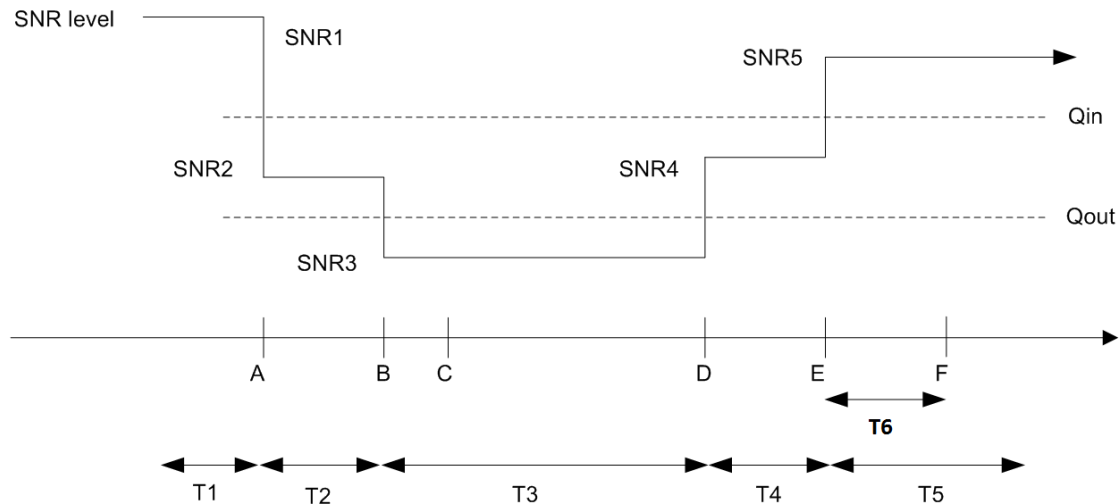 SNR level
SNR1
SNR5
Qin
SNR2
SNR4
Qout
SNR3
A B C D E F
T6
T1 T2 T3 T4 T5